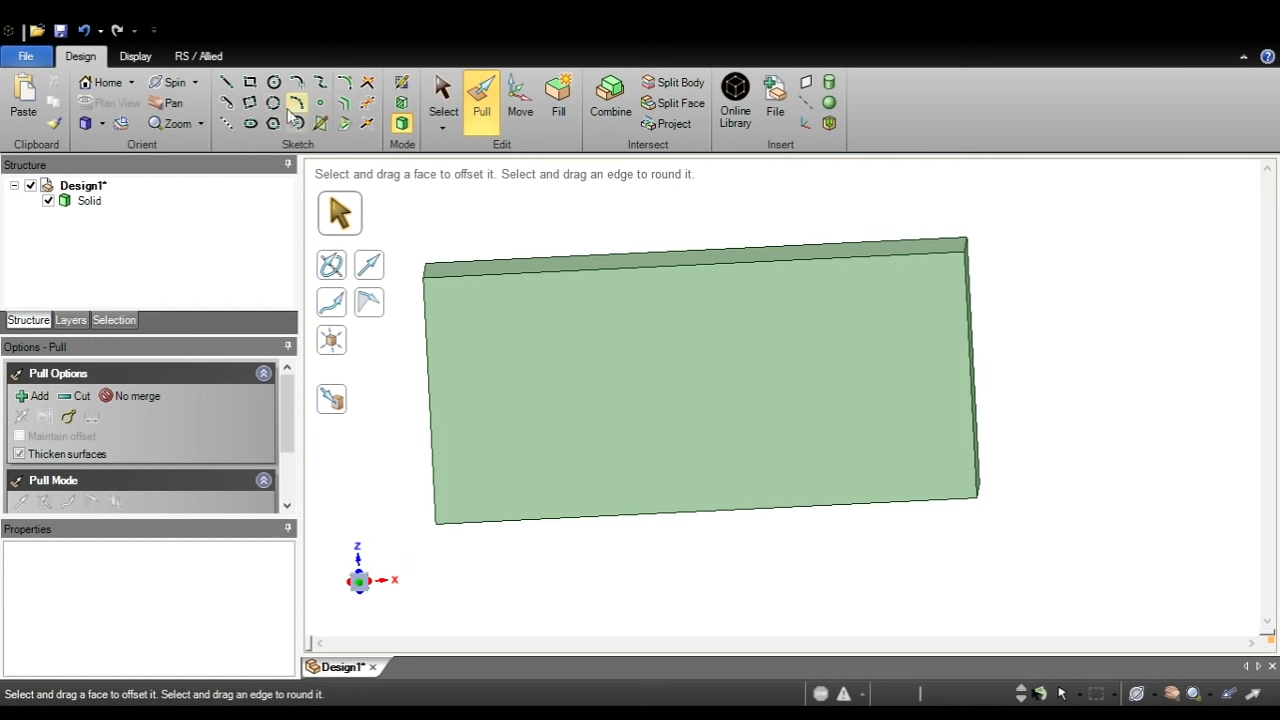 File Design Display RS / Allied
Paste
Home
Plan View
Spin
Pan
Zoom
Select
Pull
Move
Fill
Combine
Split Body
Split Face
Project
Online Library
File
Clipboard Orient Sketch Mode Edit Intersect Insert
Structure
Design1*
Solid
Structure Layers Selection
Options - Pull
Pull Options
Add Cut No merge
Maintain offset
Thicken surfaces
Pull Mode
Properties
Select and drag a face to offset it. Select and drag an edge to round it.
Z
X
Design1*
Select and drag a face to offset it. Select and drag an edge to round it.